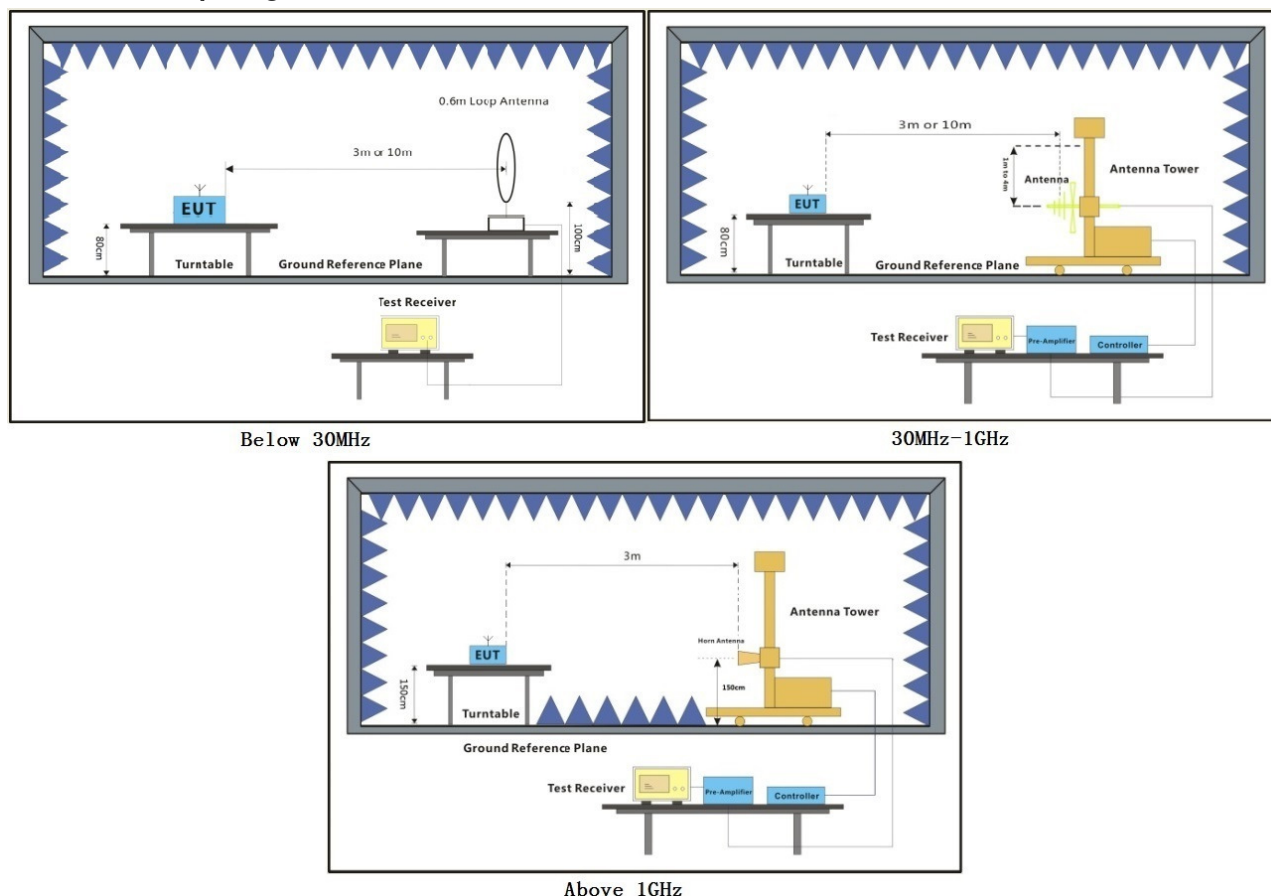 0.6m Loop Antenna
3m or 10m
EUT
80cm
100cm
Turntable
Ground Reference Plane
Test Receiver
Below 30MHz
3m or 10m
1m to 4m
Antenna
Antenna Tower
EUT
80cm
Turntable
Ground Reference Plane
Test Receiver
Pre-Amplifier
Controller
30MHz-1GHz
3m
Antenna Tower
Horn Antenna
EUT
150cm
150cm
Turntable
Ground Reference Plane
Test Receiver
Pre-Amplifier
Controller
Above 1GHz